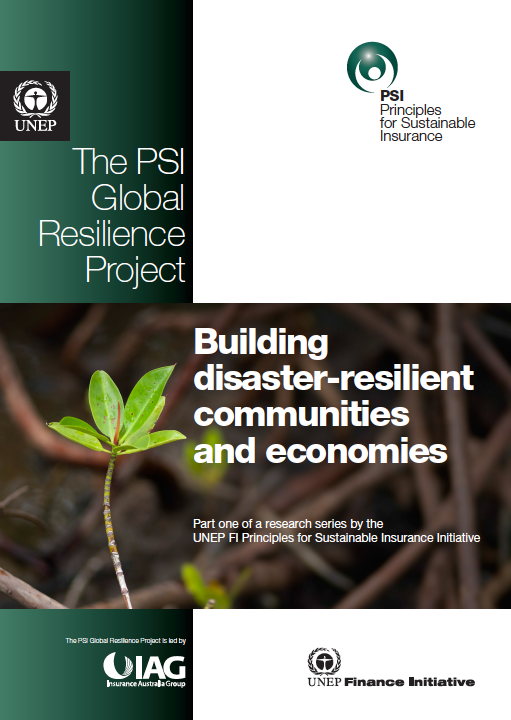 UNEP
PSI
Principles
for Sustainable
Insurance
The PSI
Global
Resilience
Project
Building
disaster-resilient
communities
and economies
Part one of a research series by the
UNEP FI Principles for Sustainable Insurance Initiative
The PSI Global Resilience Project is led by
IAG
Insurance Australia Group
UNEP Finance Initiative